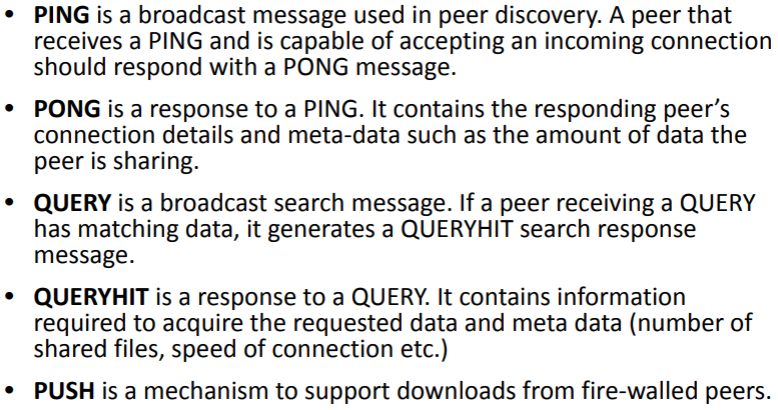 • PING is a broadcast message used in peer discovery. A peer that
receives a PING and is capable of accepting an incoming connection
should respond with a PONG message.
• PONG is a response to a PING. It contains the responding peer's
connection details and meta-data such as the amount of data the
peer is sharing.
• QUERY is a broadcast search message. If a peer receiving a QUERY
has matching data, it generates a QUERYHIT search response
message.
• QUERYHIT is a response to a QUERY. It contains information
required to acquire the requested data and meta data (number of
shared files, speed of connection etc.)
• PUSH is a mechanism to support downloads from fire-walled peers.